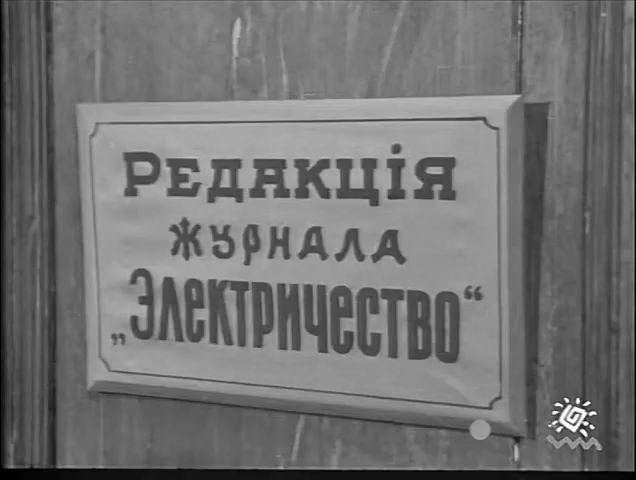 Редакція
журнала
„Электричество“